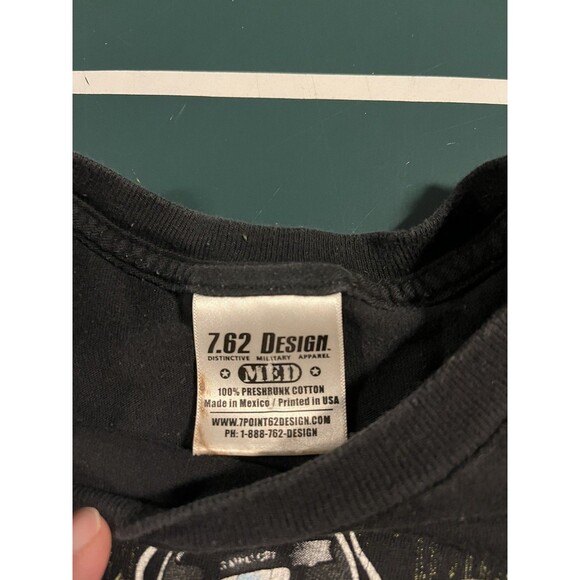 7.62 DESIGN™
DISTINCTIVE MILITARY APPAREL
MED
100% PRESHRUNK COTTON
Made in Mexico / Printed in USA
WWW.7POINT62DESIGN.COM
PH: 1-888-762-DESIGN